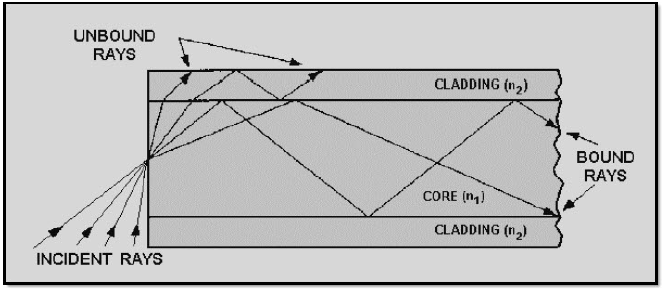 UNBOUND
RAYS
CLADDING (n2)
BOUND
RAYS
CORE (n1)
CLADDING (n2)
INCIDENT RAYS